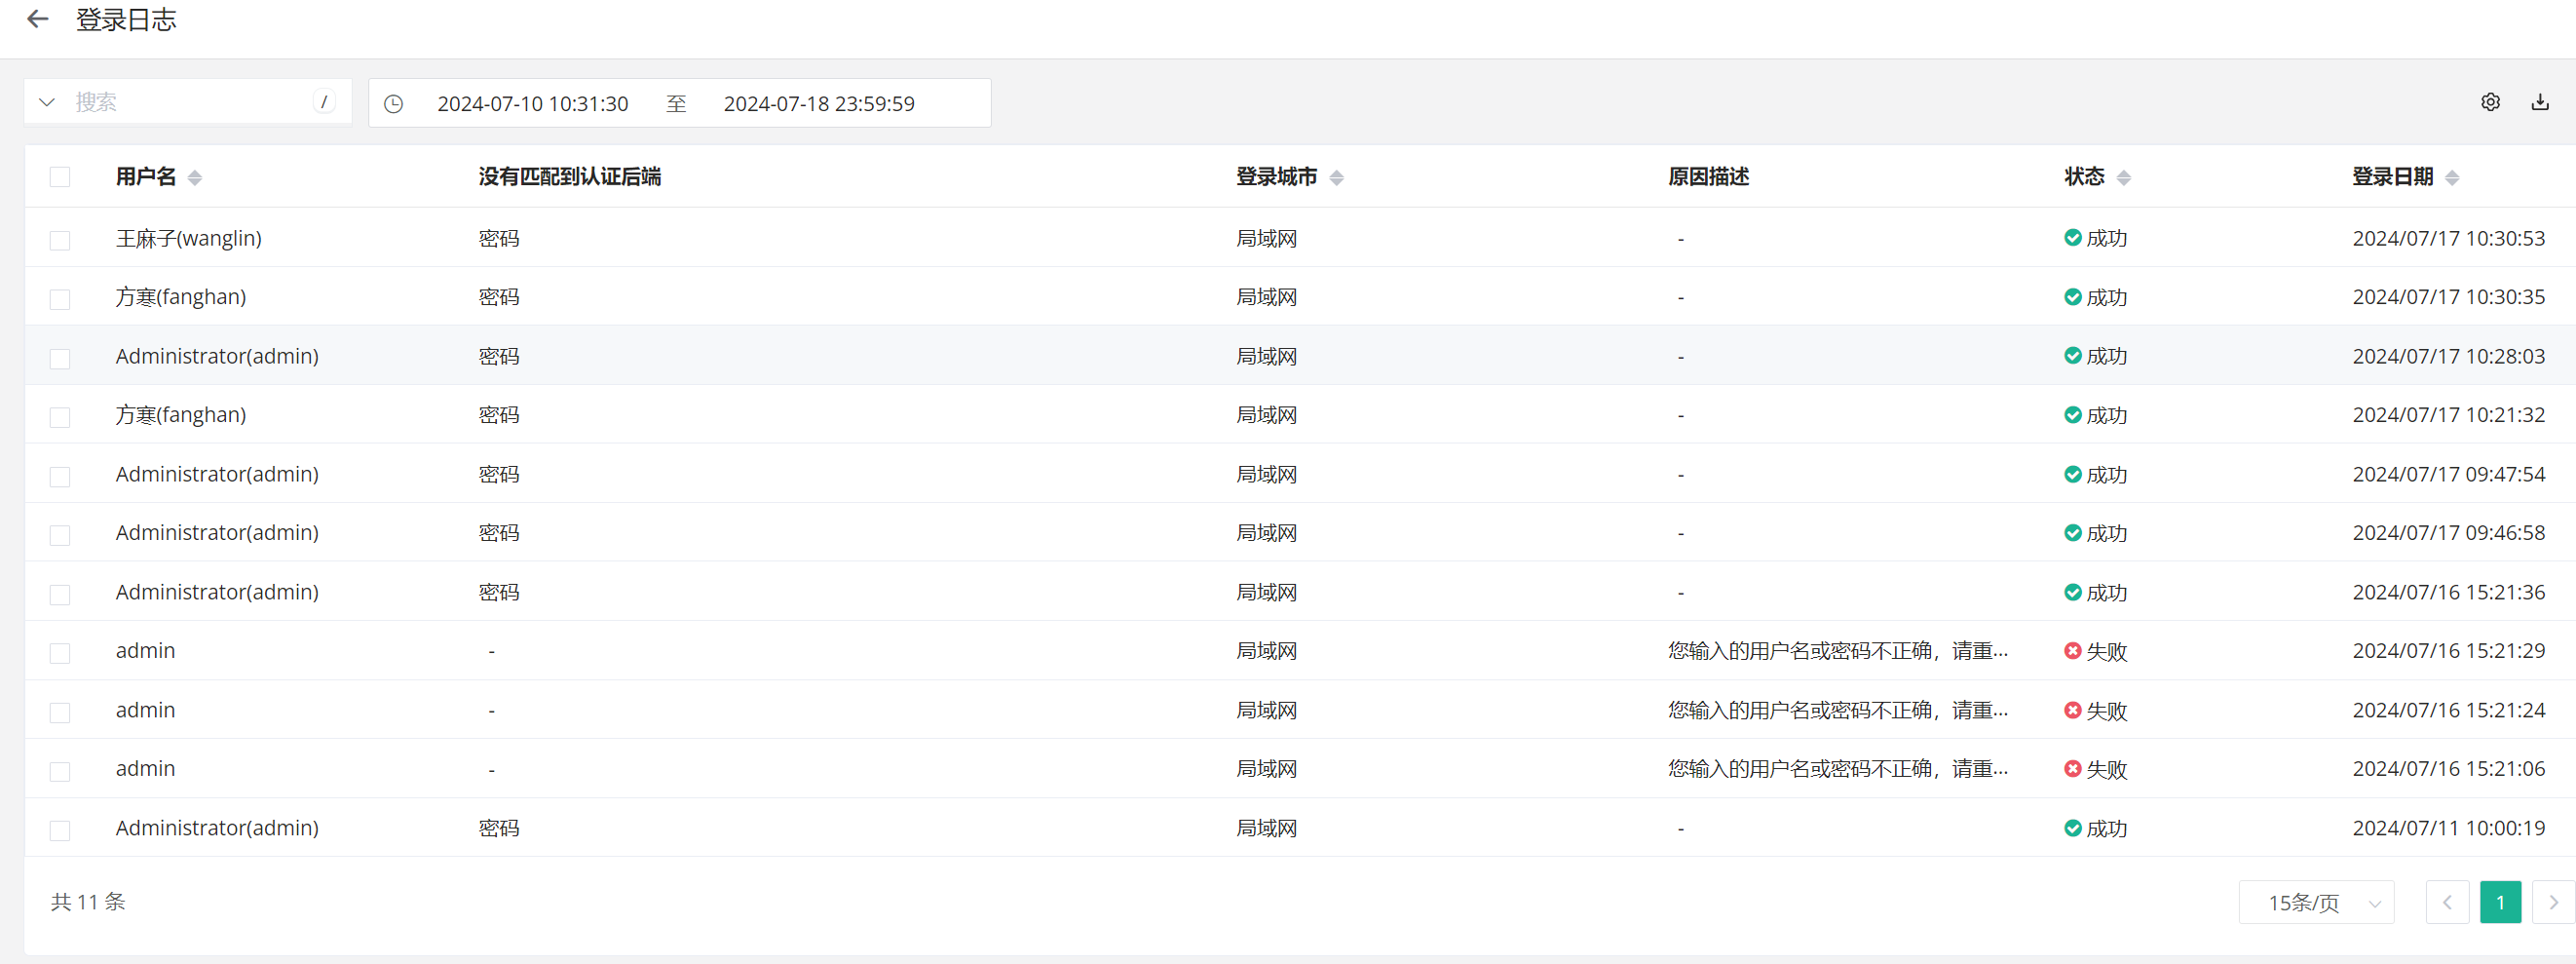 登录日志
搜索 / 2024-07-10 10:31:30 至 2024-07-18 23:59:59
用户名 没有匹配到认证后端 登录城市 原因描述 状态 登录日期
王麻子(wanglin) 密码 局域网 - 成功 2024/07/17 10:30:53
方寒(fanghan) 密码 局域网 - 成功 2024/07/17 10:30:35
Administrator(admin) 密码 局域网 - 成功 2024/07/17 10:28:03
方寒(fanghan) 密码 局域网 - 成功 2024/07/17 10:21:32
Administrator(admin) 密码 局域网 - 成功 2024/07/17 09:47:54
Administrator(admin) 密码 局域网 - 成功 2024/07/17 09:46:58
Administrator(admin) 密码 局域网 - 成功 2024/07/16 15:21:36
admin - 局域网 您输入的用户名或密码不正确，请重... 失败 2024/07/16 15:21:29
admin - 局域网 您输入的用户名或密码不正确，请重... 失败 2024/07/16 15:21:24
admin - 局域网 您输入的用户名或密码不正确，请重... 失败 2024/07/16 15:21:06
Administrator(admin) 密码 局域网 - 成功 2024/07/11 10:00:19
共 11 条 15条/页 1